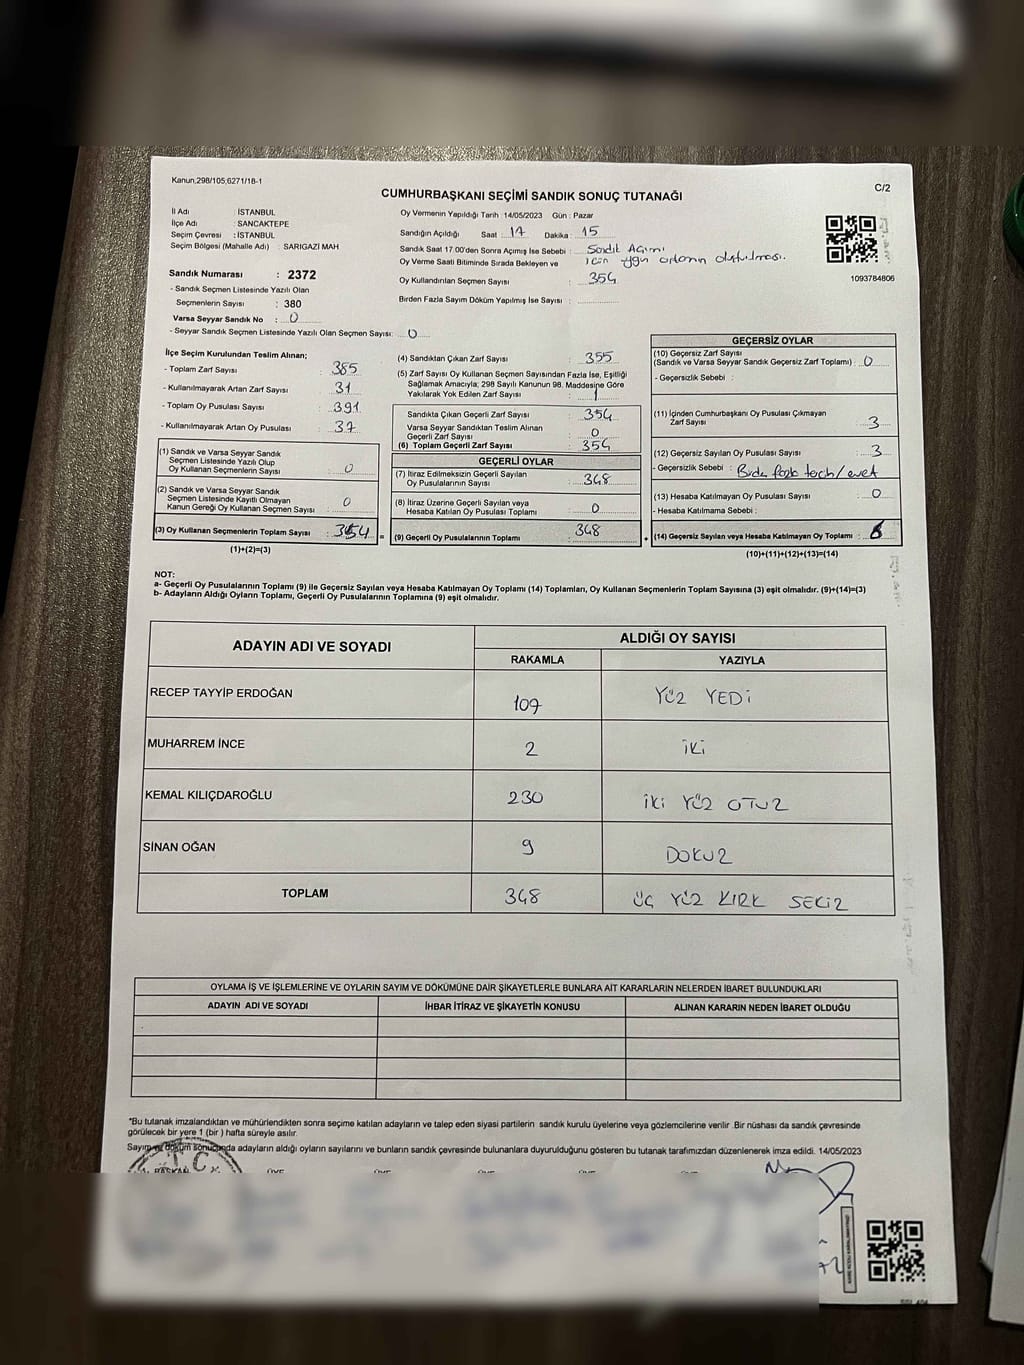 Kanun,298/105,6271/18-1
C/2
CUMHURBAŞKANI SEÇİMİ SANDIK SONUÇ TUTANAĞI
İl Adı : İSTANBUL
İlçe Adı : SANCAKTEPE
Seçim Çevresi : İSTANBUL
Seçim Bölgesi (Mahalle Adı) : SARIGAZİ MAH
Sandık Numarası : 2372
- Sandık Seçmen Listesinde Yazılı Olan
Seçmenlerin Sayısı : 380
Varsa Seyyar Sandık No : 0
- Seyyar Sandık Seçmen Listesinde Yazılı Olan Seçmen Sayısı: 0
Oy Vermenin Yapıldığı Tarih 14/05/2023 Gün : Pazar
Sandığın Açıldığı Saat : 17 Dakika : 15
Sandık Saat 17.00'den Sonra Açımış İse Sebebi : Sandık Açımı
için uygun ortamın oluşturulması.
Oy Verme Saati Bitiminde Sırada Bekleyen ve
Oy Kullandırılan Seçmen Sayısı : 354
Birden Fazla Sayım Döküm Yapılmış İse Sayısı :
1093784806
İlçe Seçim Kurulundan Teslim Alınan;
- Toplam Zarf Sayısı : 385
- Kullanılmayarak Artan Zarf Sayısı : 31
- Toplam Oy Pusulası Sayısı : 391
- Kullanılmayarak Artan Oy Pusulası : 37
(1) Sandık ve Varsa Seyyar Sandık
Seçmen Listesinde Yazılı Olup
Oy Kullanan Seçmenlerin Sayısı : 0
(2) Sandık ve Varsa Seyyar Sandık
Seçmen Listesinde Kayıtlı Olmayan
Kanun Gereği Oy Kullanan Seçmen Sayısı : 0
(3) Oy Kullanan Seçmenlerin Toplam Sayısı : 354 =
(1)+(2)=(3)
(4) Sandıktan Çıkan Zarf Sayısı : 355
(5) Zarf Sayısı Oy Kullanan Seçmen Sayısından Fazla İse, Eşitliği
Sağlamak Amacıyla; 298 Sayılı Kanunun 98. Maddesine Göre
Yakılarak Yok Edilen Zarf Sayısı : 1
Sandıkta Çıkan Geçerli Zarf Sayısı : 354
Varsa Seyyar Sandıktan Teslim Alınan
Geçerli Zarf Sayısı : 0
(6) Toplam Geçerli Zarf Sayısı : 354
GEÇERLİ OYLAR
(7) İtiraz Edilmeksizin Geçerli Sayılan
Oy Pusulalarının Sayısı : 348
(8) İtiraz Üzerine Geçerli Sayılan veya
Hesaba Katılan Oy Pusulası Toplamı : 0
(9) Geçerli Oy Pusulalarının Toplamı : 348 +
GEÇERSİZ OYLAR
(10) Geçersiz Zarf Sayısı
(Sandık ve Varsa Seyyar Sandık Geçersiz Zarf Toplamı) : 0
- Geçersizlik Sebebi :
(11) İçinden Cumhurbaşkanı Oy Pusulası Çıkmayan
Zarf Sayısı : 3
(12) Geçersiz Sayılan Oy Pusulası Sayısı : 3
- Geçersizlik Sebebi : Birden fazla tercih/evet
(13) Hesaba Katılmayan Oy Pusulası Sayısı : 0
- Hesaba Katılmama Sebebi :
(14) Geçersiz Sayılan veya Hesaba Katılmayan Oy Toplamı : 6
(10)+(11)+(12)+(13)=(14)
NOT:
a- Geçerli Oy Pusulalarının Toplamı (9) ile Geçersiz Sayılan veya Hesaba Katılmayan Oy Toplamı (14) Toplamları, Oy Kullanan Seçmenlerin Toplam Sayısına (3) eşit olmalıdır. (9)+(14)=(3)
b- Adayların Aldığı Oyların Toplamı, Geçerli Oy Pusulalarının Toplamına (9) eşit olmalıdır.
ADAYIN ADI VE SOYADI ALDIĞI OY SAYISI
RAKAMLA YAZIYLA
RECEP TAYYİP ERDOĞAN 107 YÜZ YEDİ
MUHARREM İNCE 2 İKİ
KEMAL KILIÇDAROĞLU 230 İKİ YÜZ OTUZ
SİNAN OĞAN 9 DOKUZ
TOPLAM 348 ÜÇ YÜZ KIRK SEKİZ
OYLAMA İŞ VE İŞLEMLERİNE VE OYLARIN SAYIM VE DÖKÜMÜNE DAİR ŞİKAYETLERLE BUNLARA AİT KARARLARIN NELERDEN İBARET BULUNDUKLARI
ADAYIN ADI VE SOYADI İHBAR İTİRAZ VE ŞİKAYETİN KONUSU ALINAN KARARIN NEDEN İBARET OLDUĞU
*Bu tutanak imzalandıktan ve mühürlendikten sonra seçime katılan adayların ve talep eden siyasi partilerin sandık kurulu üyelerine veya gözlemcilerine verilir .Bir nüshası da sandık çevresinde
görülecek bir yere 1 (bir ) hafta süreyle asılır.
Sayım ve döküm sonucunda adayların aldığı oyların sayılarını ve bunların sandık çevresinde bulunanlara duyurulduğunu gösteren bu tutanak tarafımızdan düzenlenerek imza edildi. 14/05/2023
T.C.
BAŞKAN